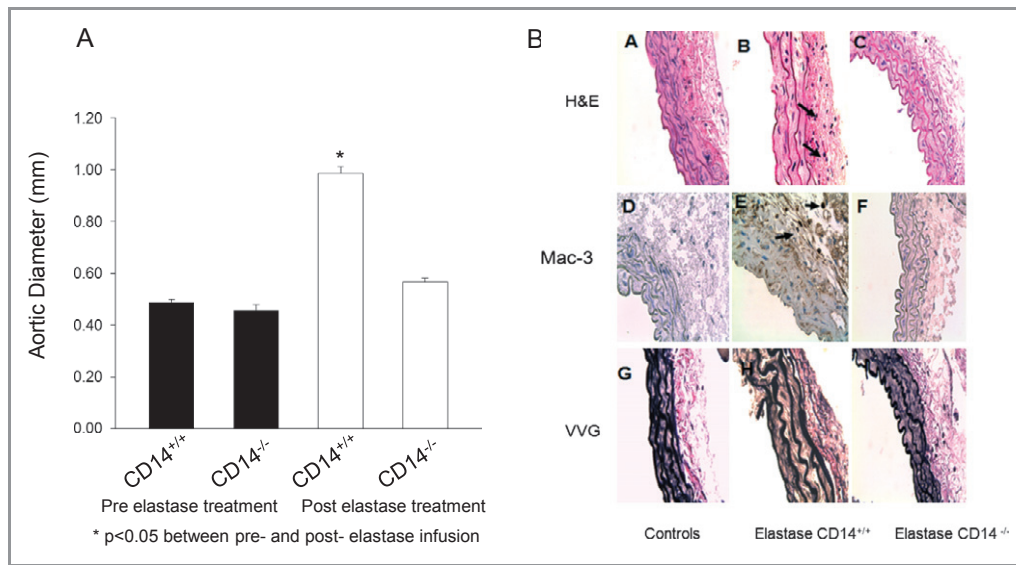 A
Aortic Diameter (mm)
1.20
1.00
0.80
0.60
0.40
0.20
0.00
*
CD14+/+
CD14-/-
CD14+/+
CD14-/-
Pre elastase treatment
Post elastase treatment
* p<0.05 between pre- and post- elastase infusion
B
H&E
A
B
C
Mac-3
D
E
F
VVG
G
H
I
Controls
Elastase CD14+/+
Elastase CD14 -/-